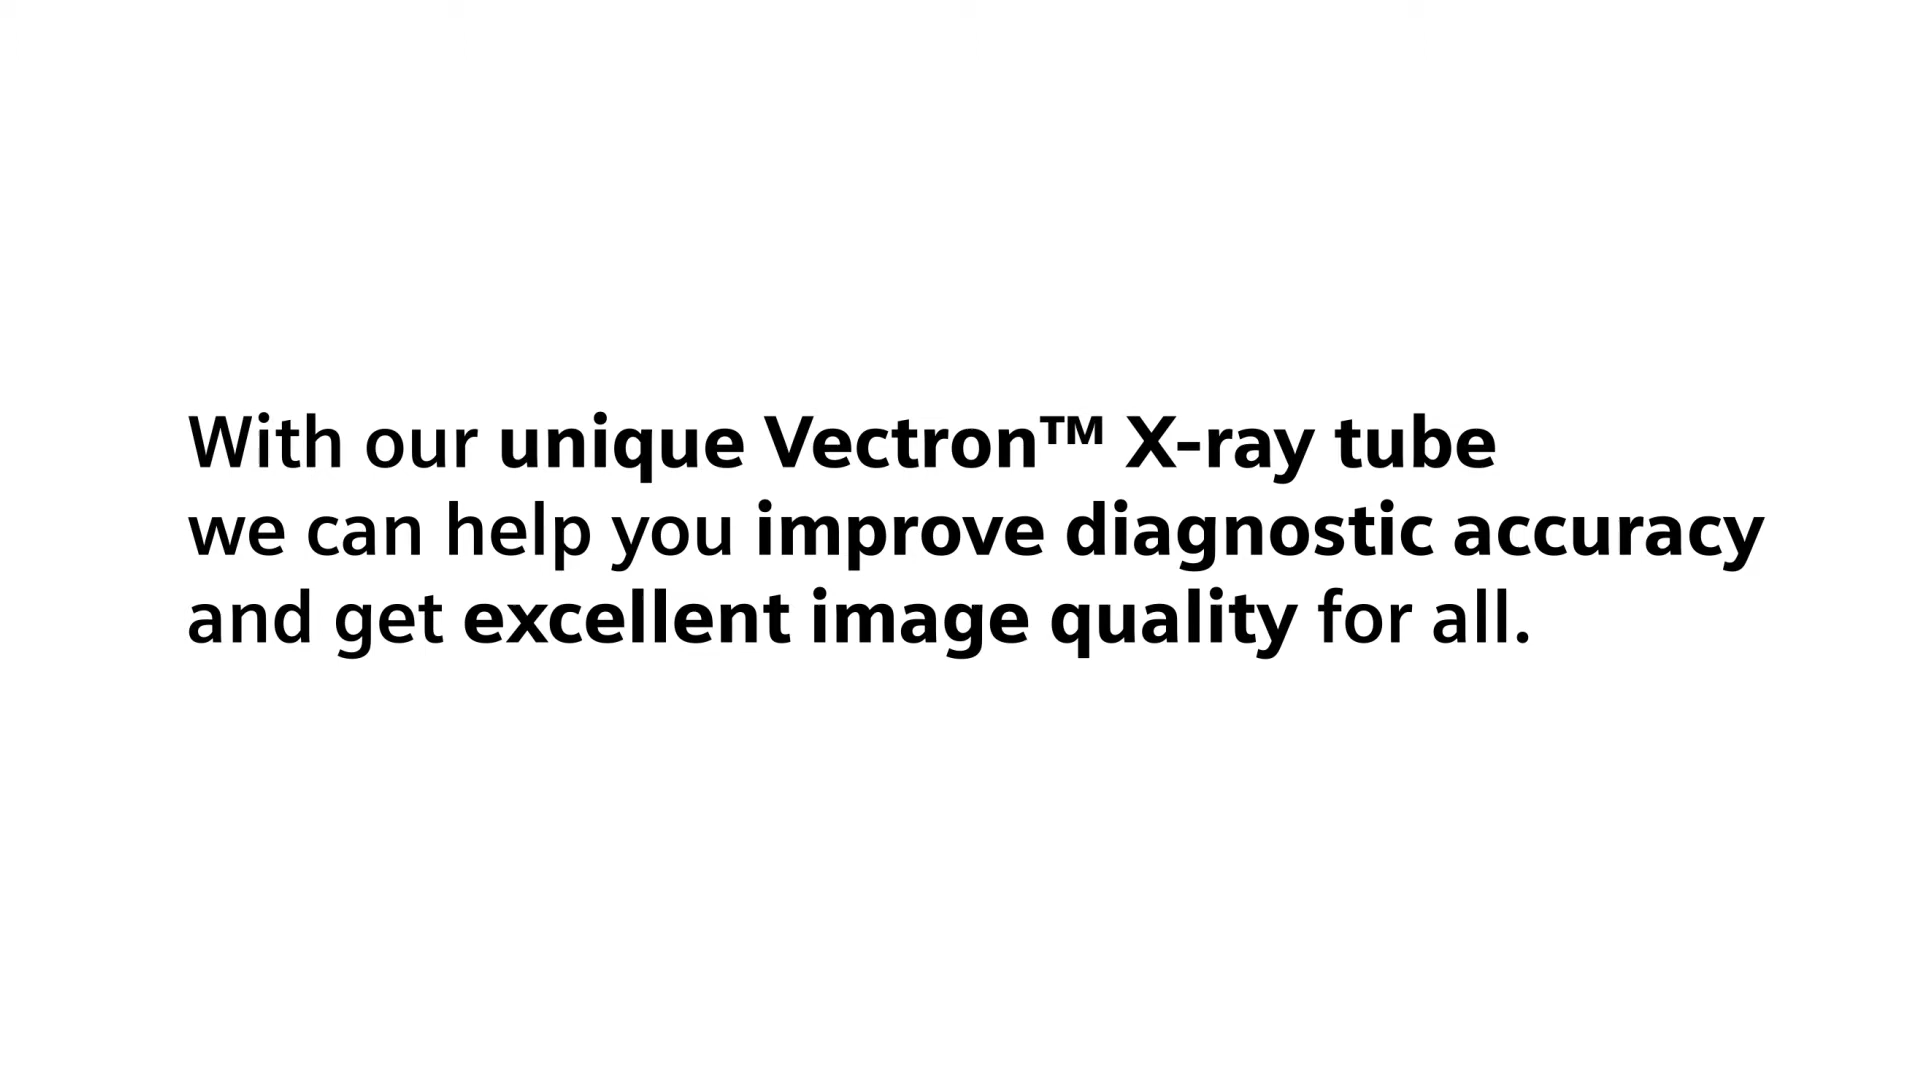 With our unique Vectron™ X-ray tube
we can help you improve diagnostic accuracy
and get excellent image quality for all.